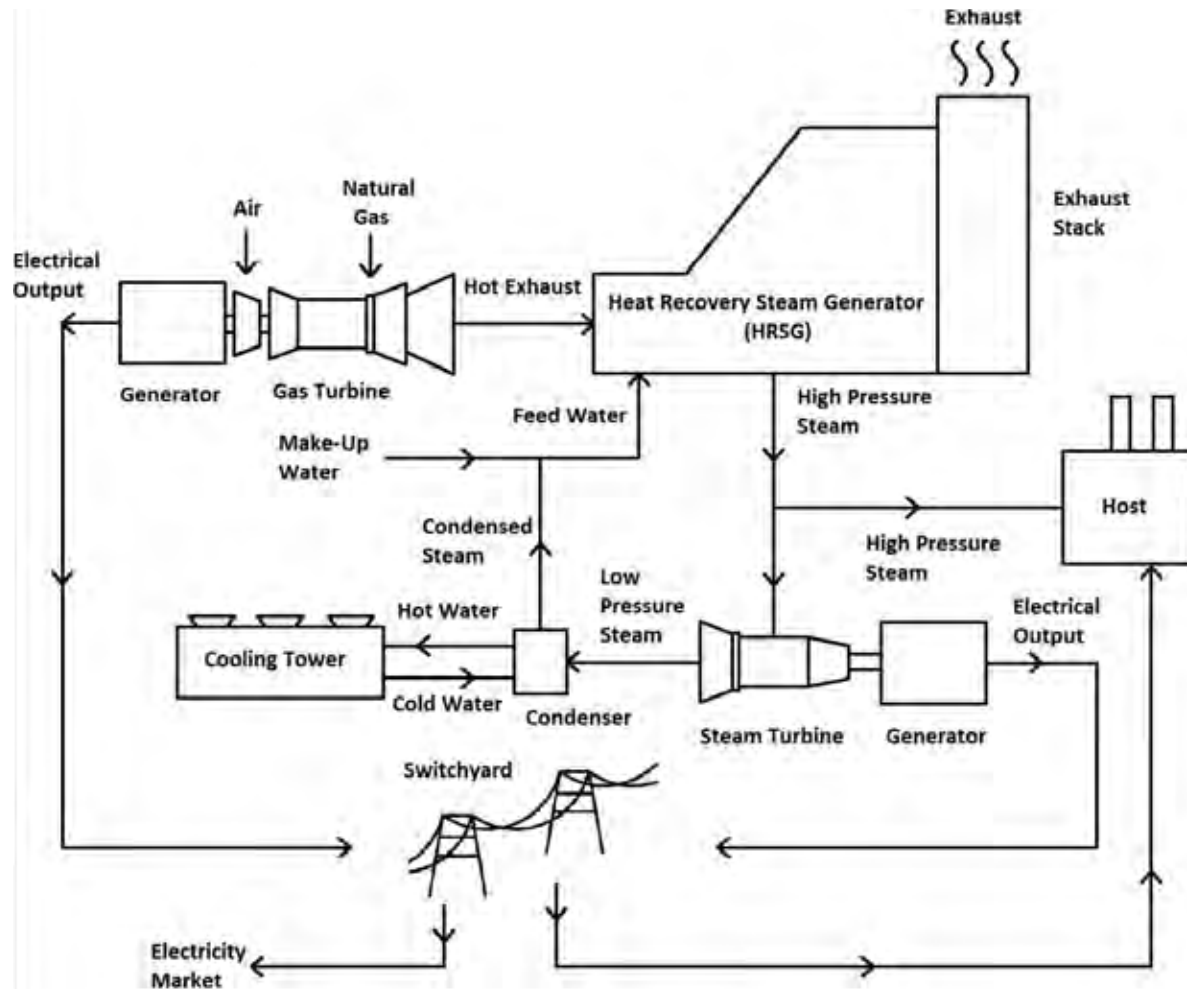 Exhaust
Natural
Gas
Air
Exhaust
Stack
Electrical
Output
Hot Exhaust
Heat Recovery Steam Generator
(HRSG)
Generator
Gas Turbine
Feed Water
High Pressure
Steam
Make-Up
Water
Host
Condensed
Steam
High Pressure
Steam
Low
Pressure
Steam
Hot Water
Electrical
Output
Cooling Tower
Cold Water
Condenser
Steam Turbine
Generator
Switchyard
Electricity
Market